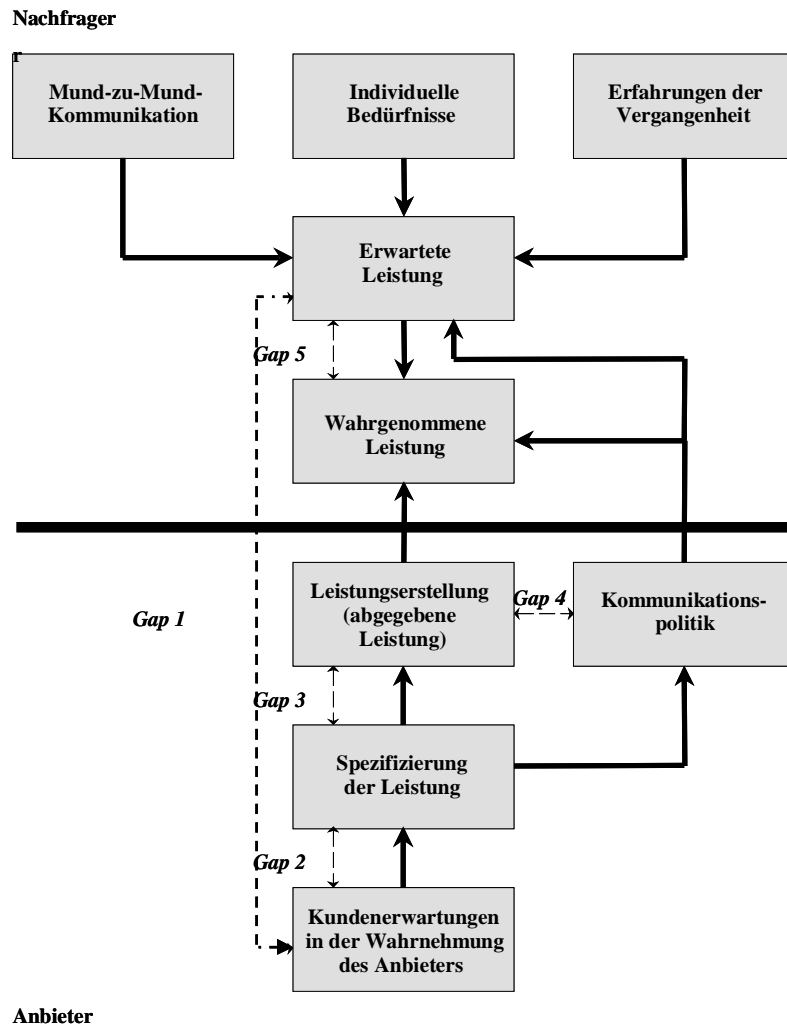 Nachfrager
r
Mund-zu-Mund-
Kommunikation
Individuelle
Bedürfnisse
Erfahrungen der
Vergangenheit
Erwartete
Leistung
Gap 5
Wahrgenommene
Leistung
Leistungserstellung
(abgegebene
Leistung)
Gap 4
Kommunikations-
politik
Gap 1
Gap 3
Spezifizierung
der Leistung
Gap 2
Kundenerwartungen
in der Wahrnehmung
des Anbieters
Anbieter